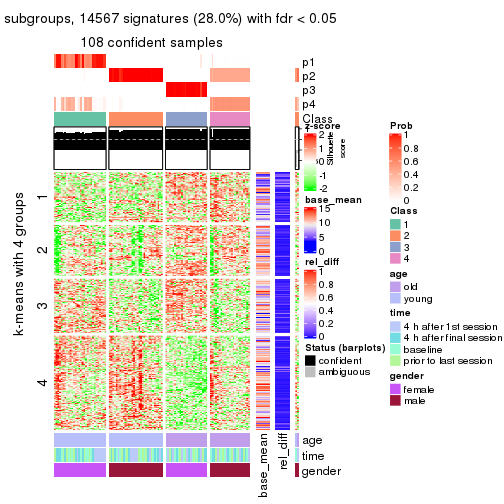 subgroups, 14567 signatures (28.0%) with fdr < 0.05
108 confident samples
p1
p2
p3
p4
Class
z-score
2
1
0
-1
-2
Silhouette
score
base_mean
15
10
5
0
rel_diff
1
0.8
0.6
0.4
0.2
0
Status (barplots)
confident
ambiguous
Prob
1
0.8
0.6
0.4
0.2
0
Class
1
2
3
4
age
old
young
time
4 h after 1st session
4 h after final session
baseline
prior to last session
gender
female
male
k-means with 4 groups
1
2
3
4
age
time
gender
base_mean
rel_diff